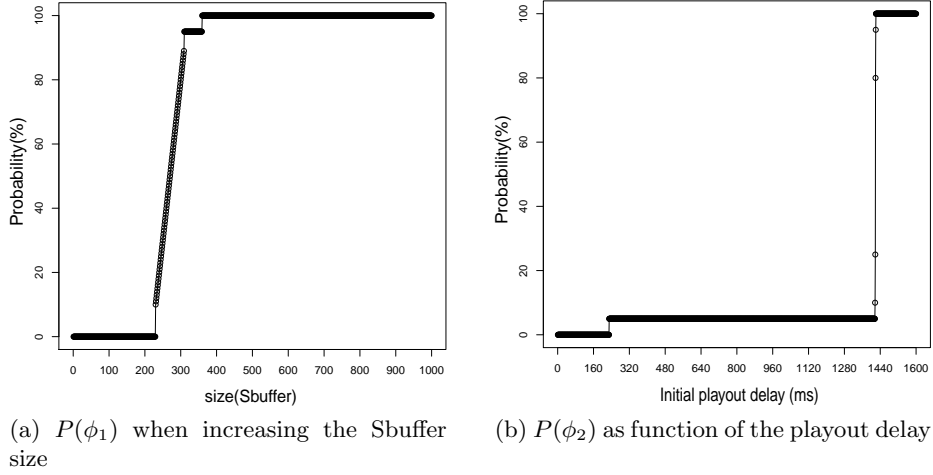 100
80
60
40
20
0
Probability(%)
0 100 200 300 400 500 600 700 800 900 1000
size(Sbuffer)
(a) P(ϕ₁) when increasing the Sbuffer
size
100
80
60
40
20
0
Probability(%)
0 160 320 480 640 800 960 1120 1280 1440 1600
Initial playout delay (ms)
(b) P(ϕ₂) as function of the playout delay